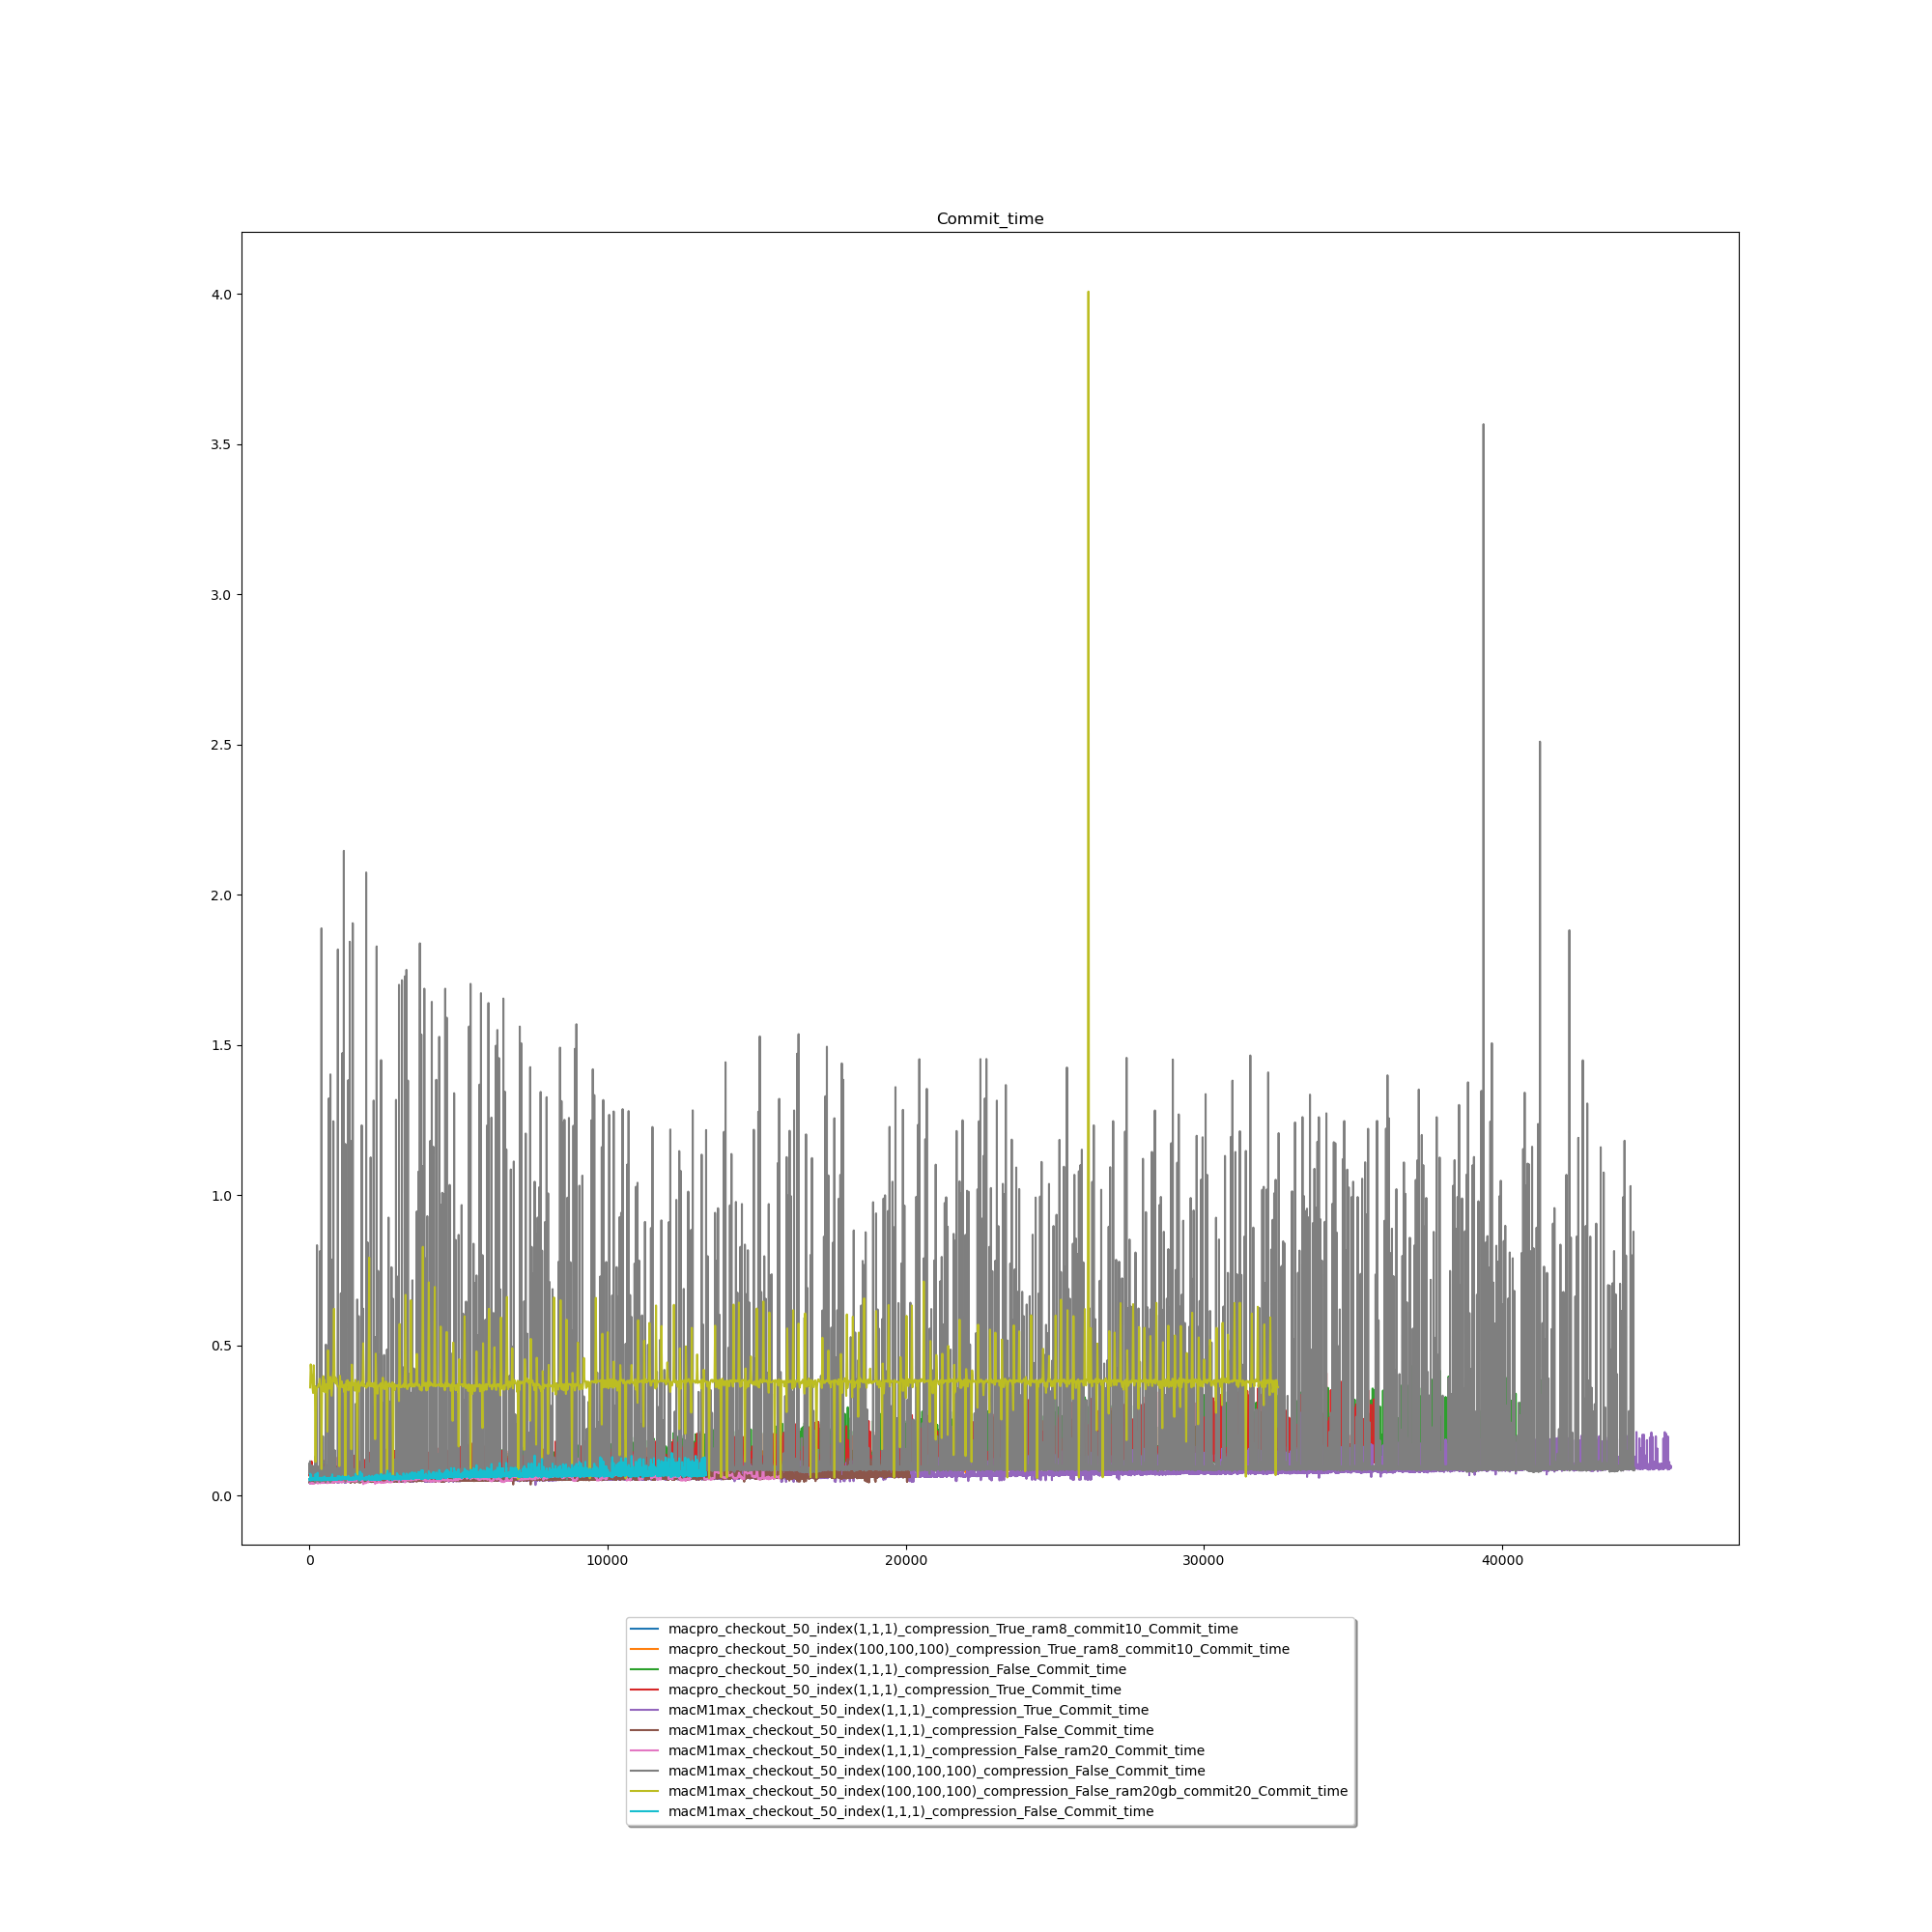 Commit_time
4.0
3.5
3.0
2.5
2.0
1.5
1.0
0.5
0.0
0 10000 20000 30000 40000
macpro_checkout_50_index(1,1,1)_compression_True_ram8_commit10_Commit_time
macpro_checkout_50_index(100,100,100)_compression_True_ram8_commit10_Commit_time
macpro_checkout_50_index(1,1,1)_compression_False_Commit_time
macpro_checkout_50_index(1,1,1)_compression_True_Commit_time
macM1max_checkout_50_index(1,1,1)_compression_True_Commit_time
macM1max_checkout_50_index(1,1,1)_compression_False_Commit_time
macM1max_checkout_50_index(1,1,1)_compression_False_ram20_Commit_time
macM1max_checkout_50_index(100,100,100)_compression_False_Commit_time
macM1max_checkout_50_index(100,100,100)_compression_False_ram20gb_commit20_Commit_time
macM1max_checkout_50_index(1,1,1)_compression_False_Commit_time